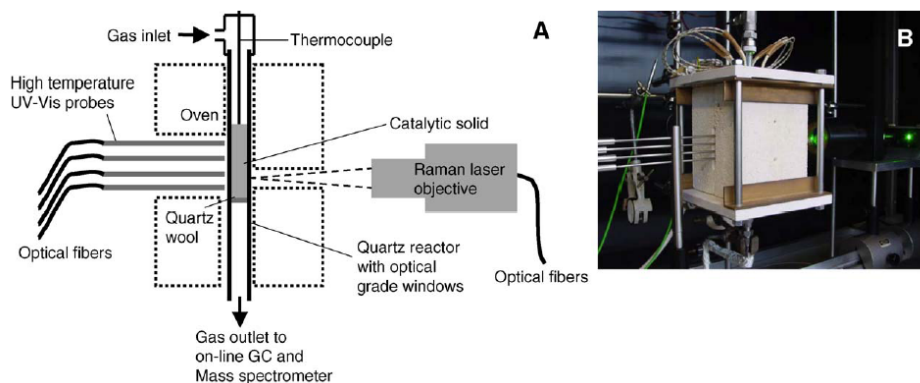 Gas inlet
Thermocouple
A
B
High temperature
UV-Vis probes
Oven
Catalytic solid
Raman laser
objective
Quartz
wool
Optical fibers
Quartz reactor
with optical
grade windows
Optical fibers
Gas outlet to
on-line GC and
Mass spectrometer